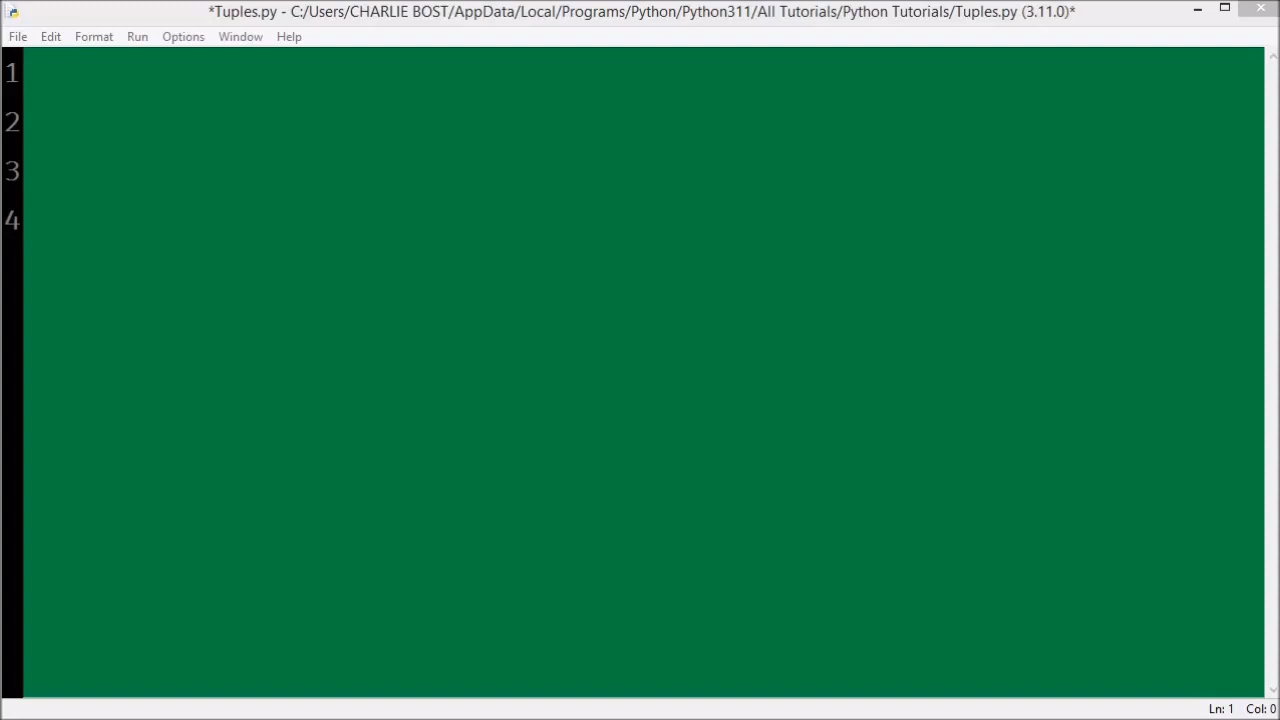 *Tuples.py - C:/Users/CHARLIE BOST/AppData/Local/Programs/Python/Python311/All Tutorials/Python Tutorials/Tuples.py (3.11.0)*
File Edit Format Run Options Window Help
1
2
3
4
Ln: 1 Col: 0